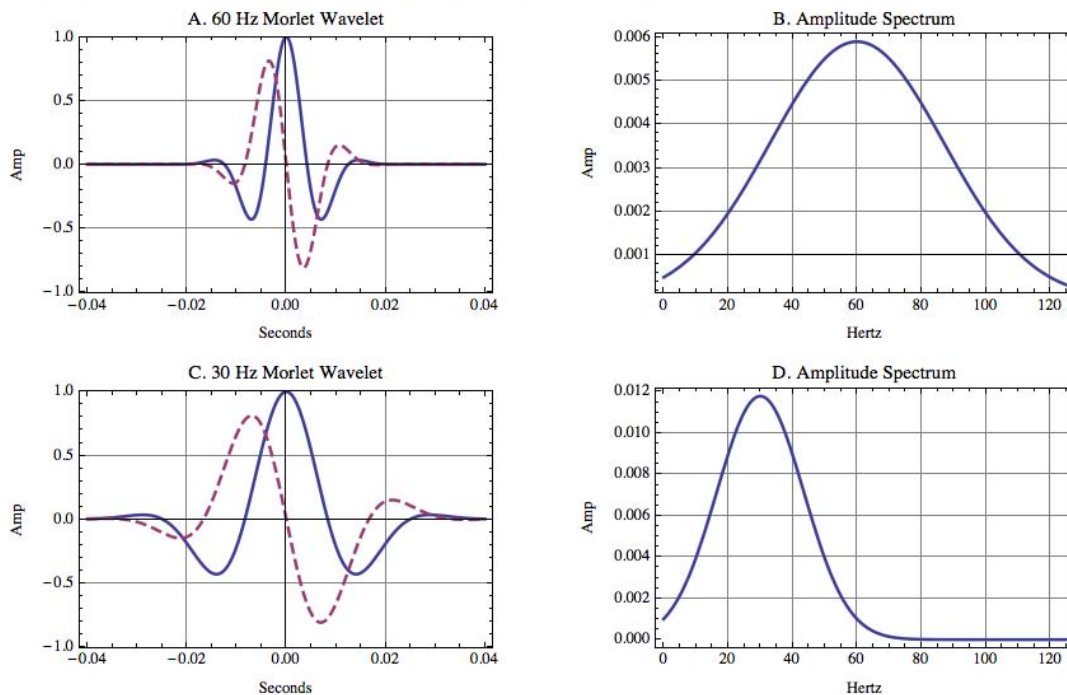 A. 60 Hz Morlet Wavelet
1.0
0.5
0.0
−0.5
−1.0
Amp
−0.04 −0.02 0.00 0.02 0.04
Seconds
B. Amplitude Spectrum
0.006
0.005
0.004
0.003
0.002
0.001
Amp
0 20 40 60 80 100 120
Hertz
C. 30 Hz Morlet Wavelet
1.0
0.5
0.0
−0.5
−1.0
Amp
−0.04 −0.02 0.00 0.02 0.04
Seconds
D. Amplitude Spectrum
0.012
0.010
0.008
0.006
0.004
0.002
0.000
Amp
0 20 40 60 80 100 120
Hertz